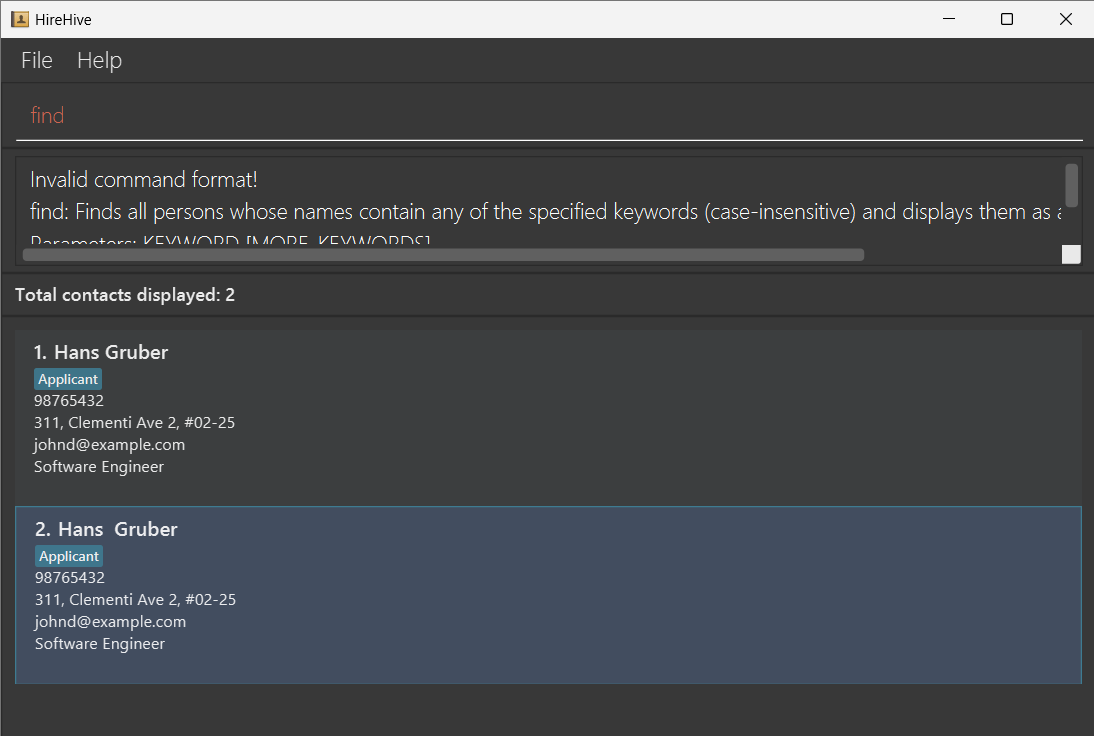 HireHive
File Help
find
Invalid command format!
find: Finds all persons whose names contain any of the specified keywords (case-insensitive) and displays them as a
Parameters: KEYWORD [MORE_KEYWORDS]
Total contacts displayed: 2
1. Hans Gruber
Applicant
98765432
311, Clementi Ave 2, #02-25
johnd@example.com
Software Engineer
2. Hans  Gruber
Applicant
98765432
311, Clementi Ave 2, #02-25
johnd@example.com
Software Engineer